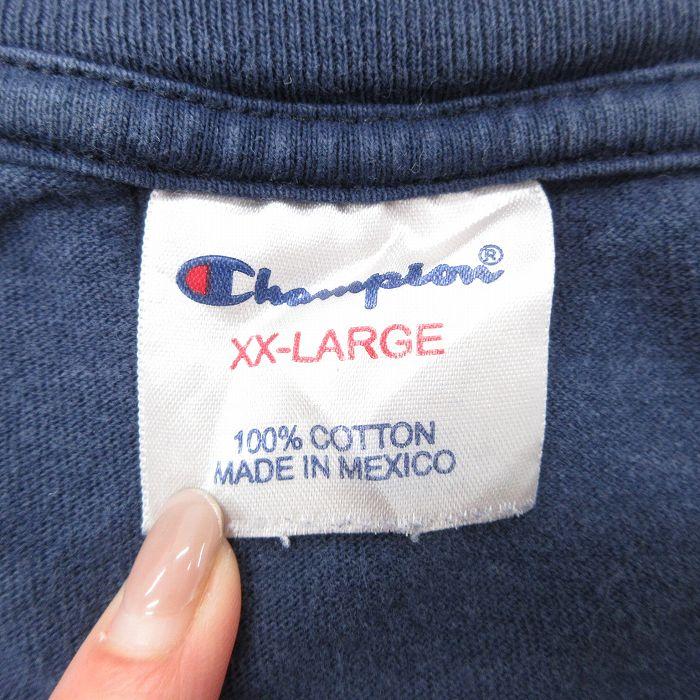 Champion®
XX-LARGE
100% COTTON
MADE IN MEXICO